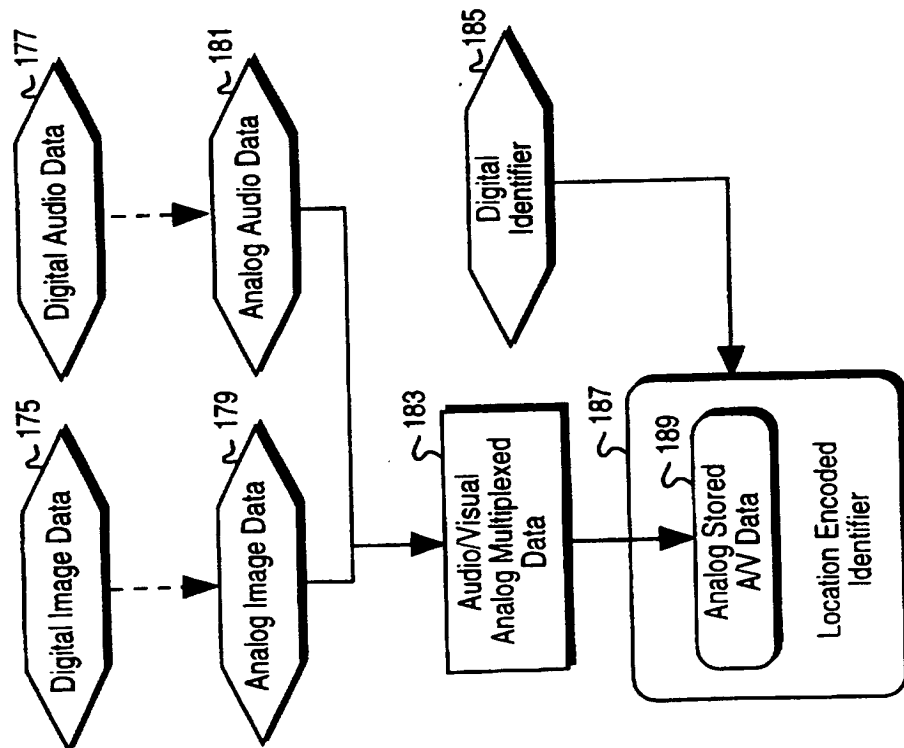 175
Digital Image Data
177
Digital Audio Data
179
Analog Image Data
181
Analog Audio Data
183
Audio/Visual
Analog Multiplexed
Data
185
Digital
Identifier
187
189
Analog Stored
A/V Data
Location Encoded
Identifier